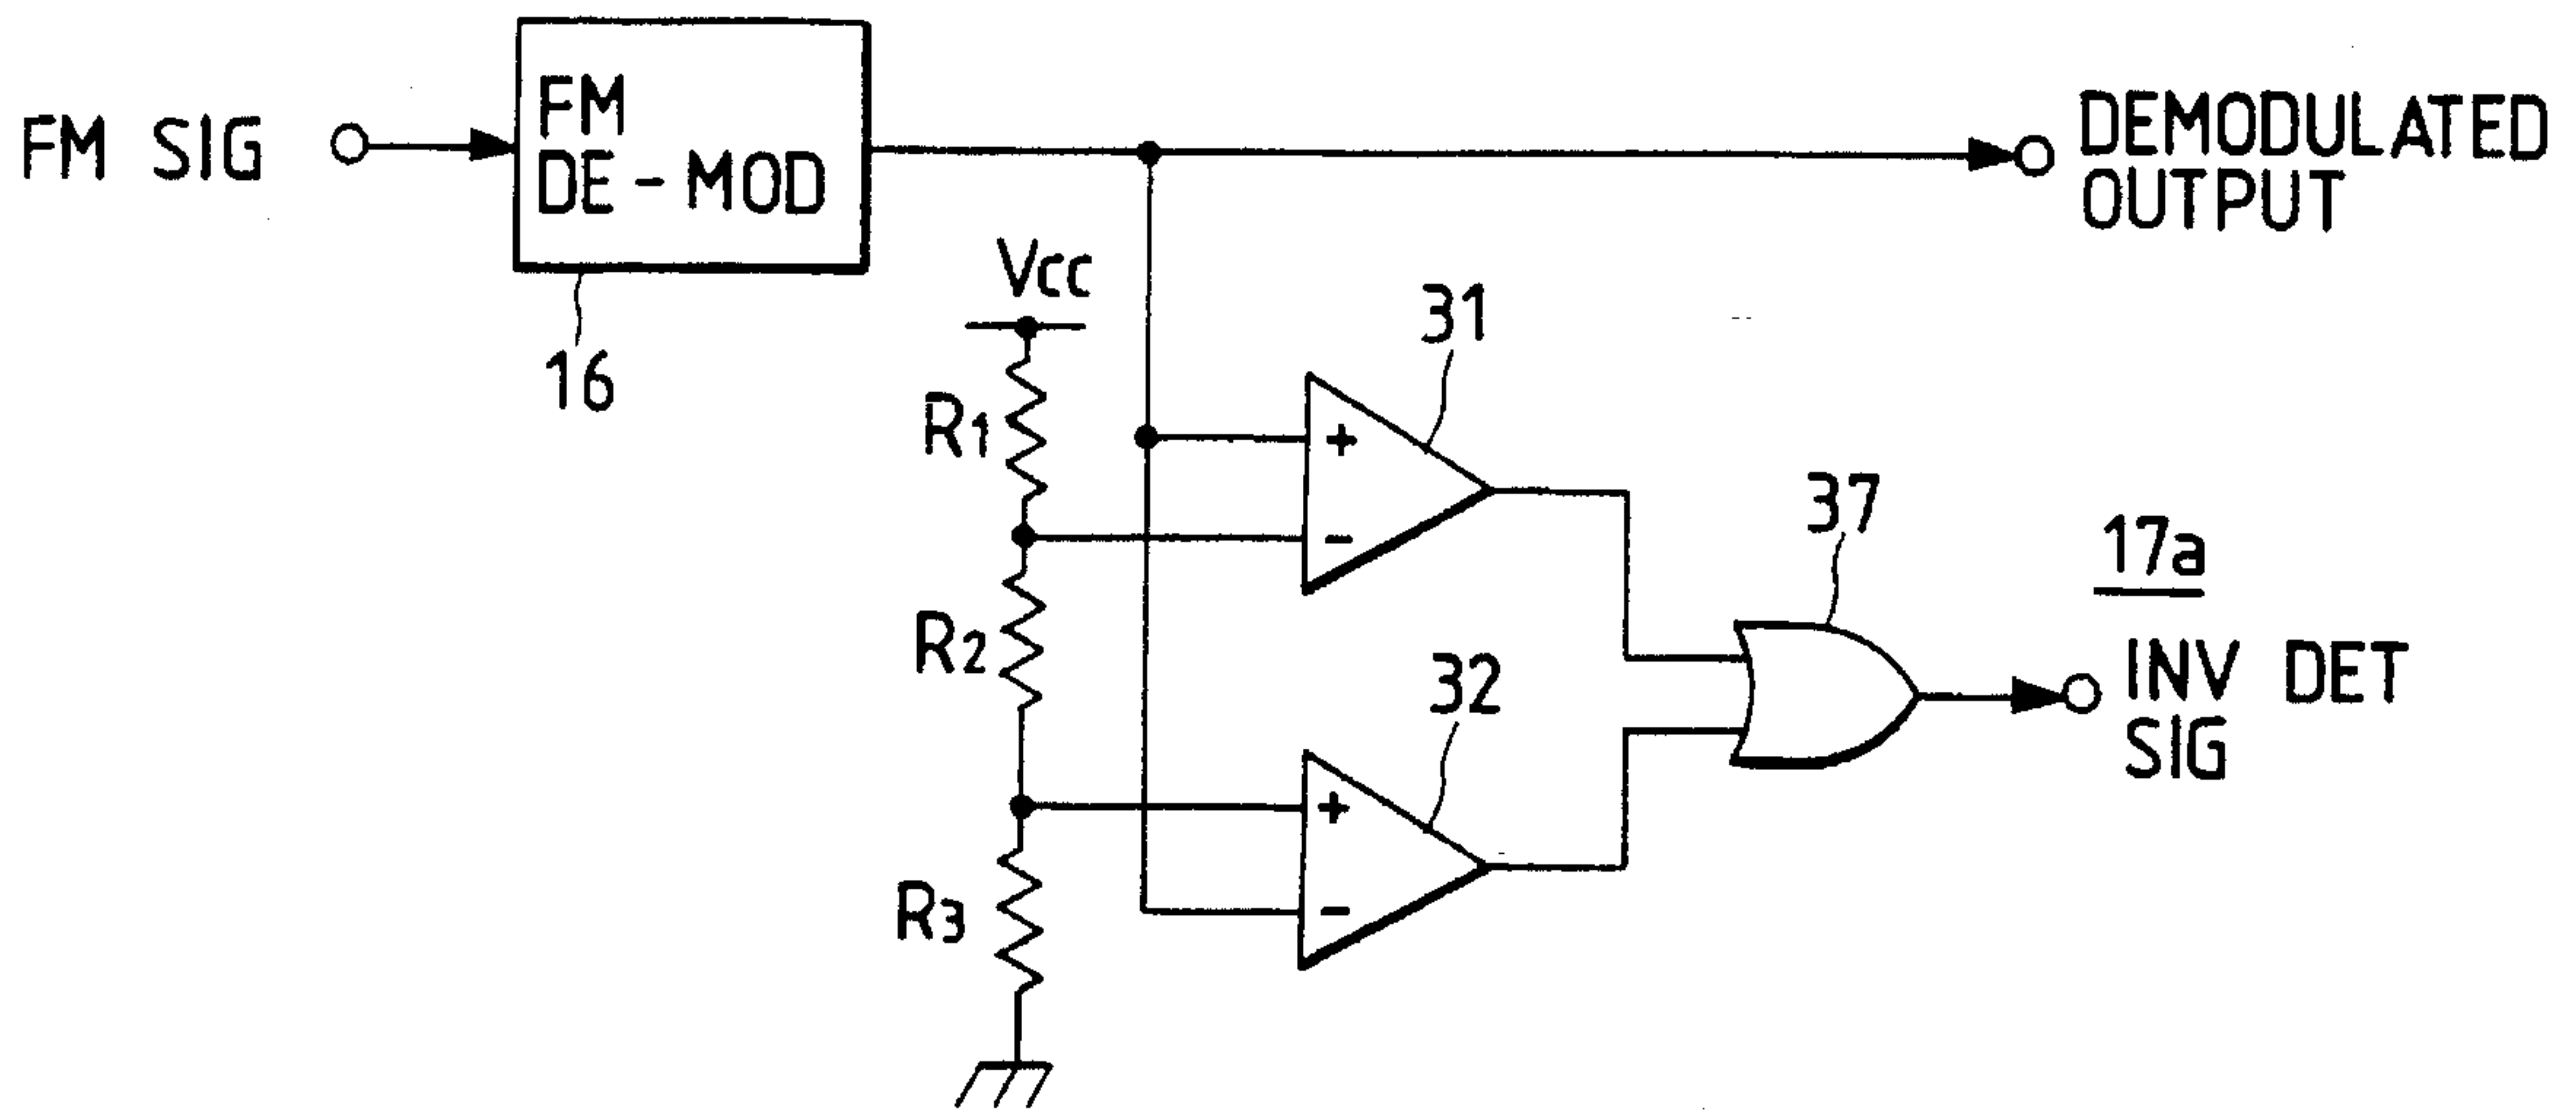 FM SIG
FM
DE-MOD
16
DEMODULATED
OUTPUT
Vcc
R1
R2
R3
+
-
31
+
-
32
37
17a
INV DET
SIG